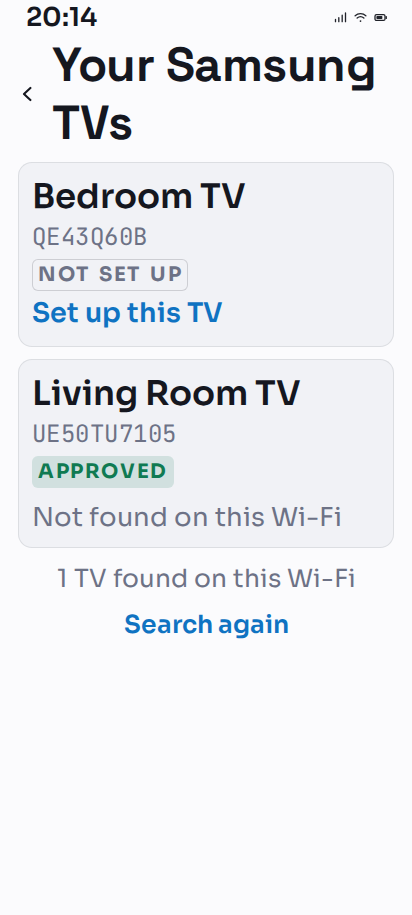 20:14
Your Samsung
TVs
Bedroom TV
QE43Q60B
NOT SET UP
Set up this TV
Living Room TV
UE50TU7105
APPROVED
Not found on this Wi-Fi
1 TV found on this Wi-Fi
Search again